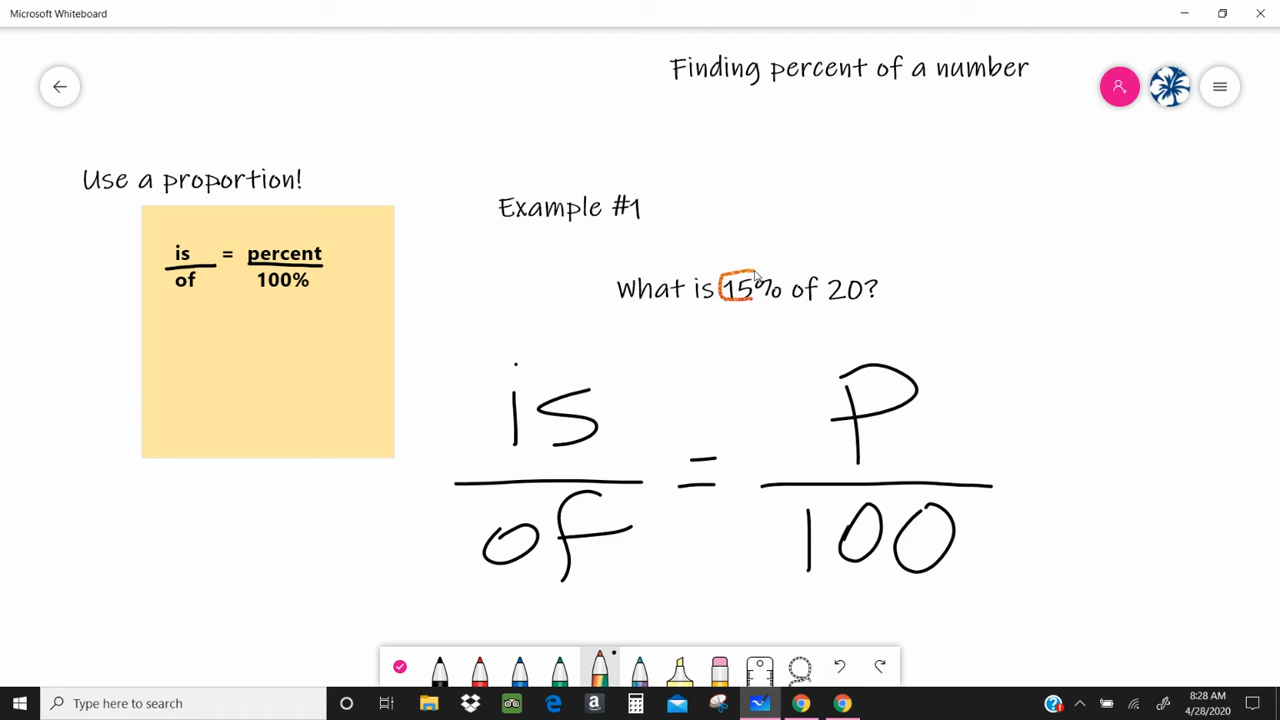 Microsoft Whiteboard
Finding percent of a number
Use a proportion!
Example #1
is = percent
of 100%
What is 15% of 20?
is = P
of 100
Type here to search
8:28 AM
4/28/2020